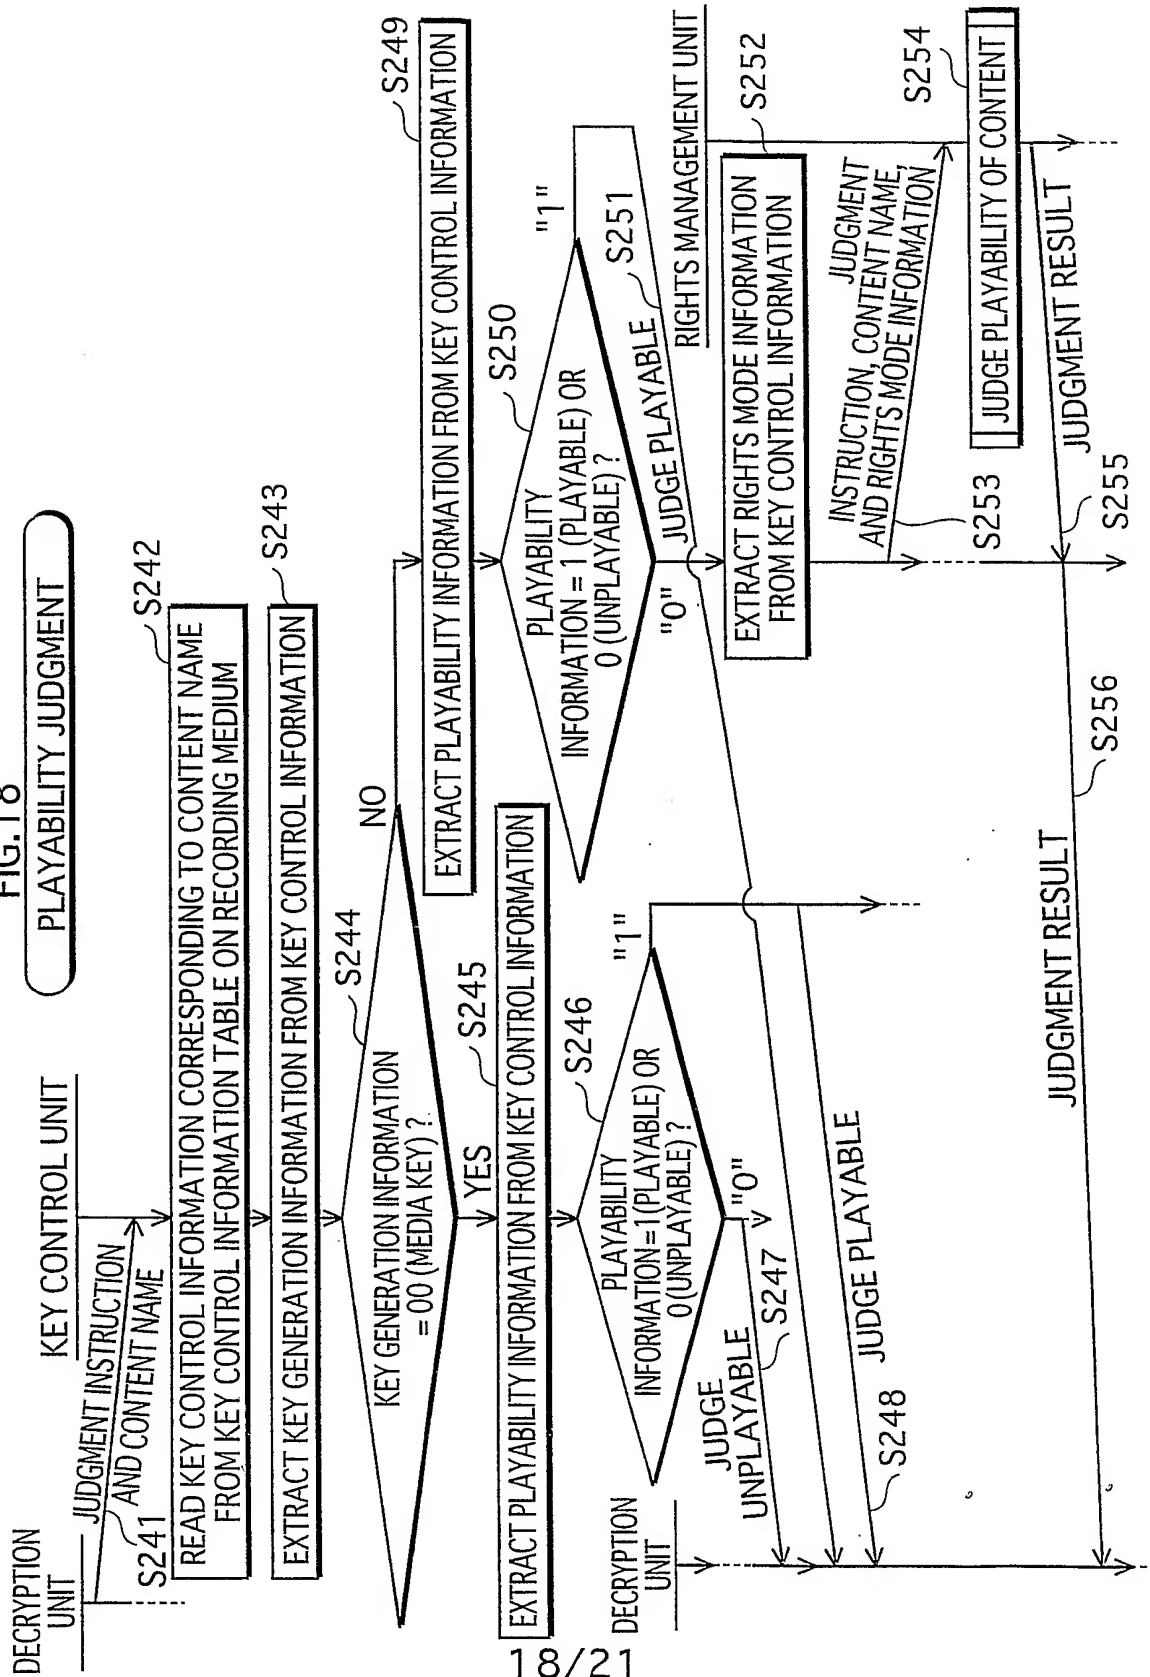 FIG.18
PLAYABILITY JUDGMENT
DECRYPTION
UNIT
KEY CONTROL UNIT
JUDGMENT INSTRUCTION
AND CONTENT NAME
S241
READ KEY CONTROL INFORMATION CORRESPONDING TO CONTENT NAME
FROM KEY CONTROL INFORMATION TABLE ON RECORDING MEDIUM
S242
EXTRACT KEY GENERATION INFORMATION FROM KEY CONTROL INFORMATION
S243
KEY GENERATION INFORMATION
= 00 (MEDIA KEY) ?
S244
NO
YES
S245
EXTRACT PLAYABILITY INFORMATION FROM KEY CONTROL INFORMATION
S246
PLAYABILITY
INFORMATION = 1 (PLAYABLE) OR
0 (UNPLAYABLE) ?
"1"
"0"
DECRYPTION
UNIT
JUDGE
UNPLAYABLE
S247
JUDGE PLAYABLE
S248
S249
EXTRACT PLAYABILITY INFORMATION FROM KEY CONTROL INFORMATION
S250
PLAYABILITY
INFORMATION = 1 (PLAYABLE) OR
0 (UNPLAYABLE) ?
"1"
"0"
JUDGE PLAYABLE
S251
RIGHTS MANAGEMENT UNIT
S252
EXTRACT RIGHTS MODE INFORMATION
FROM KEY CONTROL INFORMATION
JUDGMENT
INSTRUCTION, CONTENT NAME,
AND RIGHTS MODE INFORMATION
S253
S254
JUDGE PLAYABILITY OF CONTENT
JUDGMENT RESULT
S255
JUDGMENT RESULT
S256
18/21